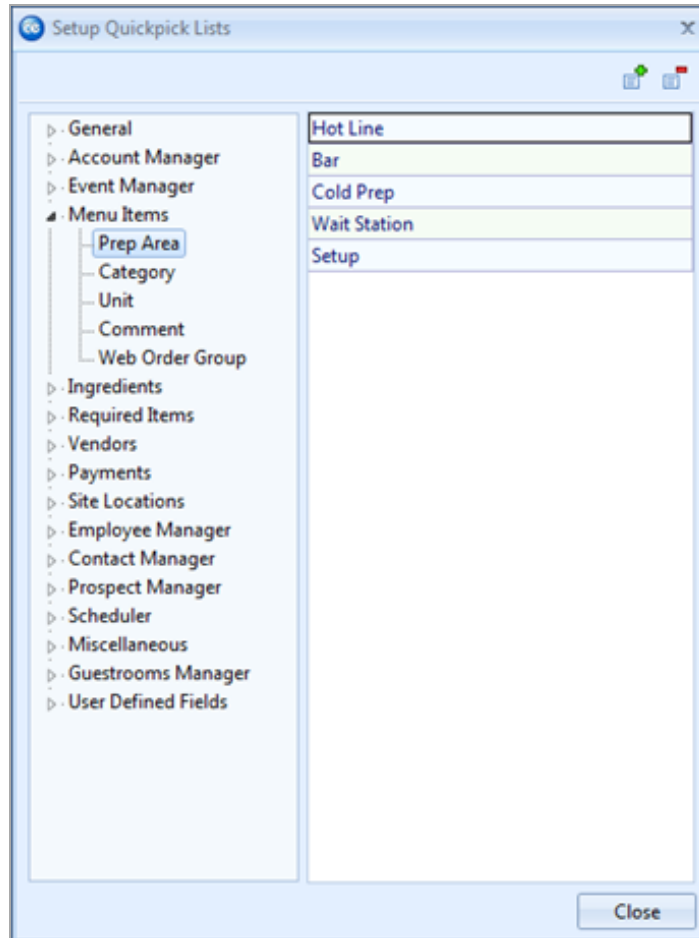 Setup Quickpick Lists
General
Account Manager
Event Manager
Menu Items
Prep Area
Category
Unit
Comment
Web Order Group
Ingredients
Required Items
Vendors
Payments
Site Locations
Employee Manager
Contact Manager
Prospect Manager
Scheduler
Miscellaneous
Guestrooms Manager
User Defined Fields
Hot Line
Bar
Cold Prep
Wait Station
Setup
Close